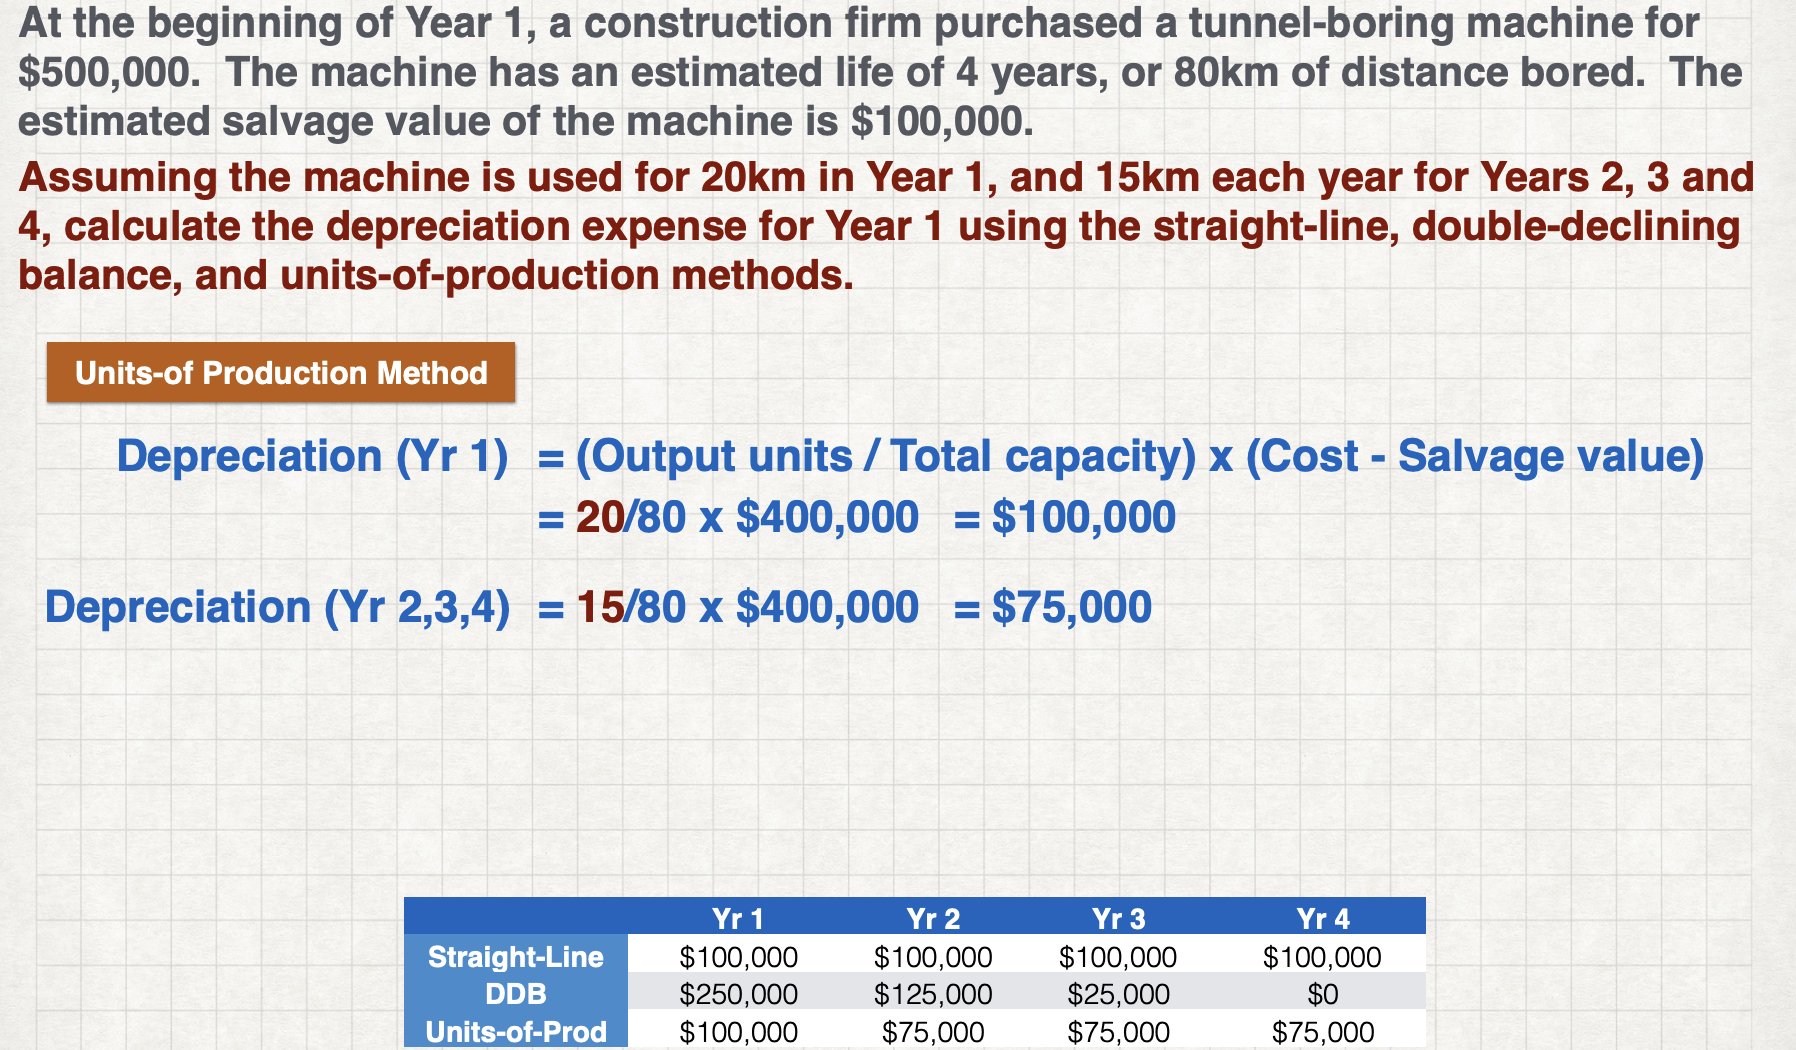 At the beginning of Year 1, a construction firm purchased a tunnel-boring machine for
$500,000. The machine has an estimated life of 4 years, or 80km of distance bored. The
estimated salvage value of the machine is $100,000.
Assuming the machine is used for 20km in Year 1, and 15km each year for Years 2, 3 and
4, calculate the depreciation expense for Year 1 using the straight-line, double-declining
balance, and units-of-production methods.
Units-of Production Method
Depreciation (Yr 1) = (Output units / Total capacity) x (Cost - Salvage value)
= 20/80 x $400,000 = $100,000
Depreciation (Yr 2,3,4) = 15/80 x $400,000 = $75,000
Yr 1 Yr 2 Yr 3 Yr 4
Straight-Line $100,000 $100,000 $100,000 $100,000
DDB $250,000 $125,000 $25,000 $0
Units-of-Prod $100,000 $75,000 $75,000 $75,000